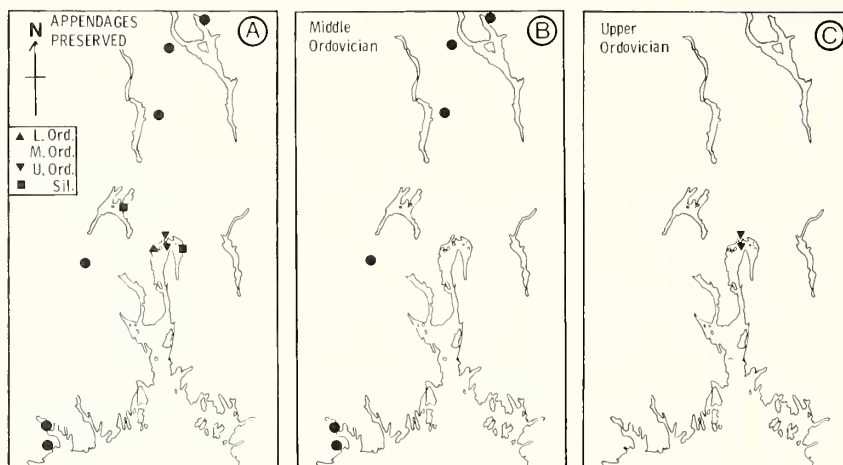 N
APPENDAGES
PRESERVED
A
L. Ord.
M. Ord.
U. Ord.
Sil.
Middle
Ordovician
B
Upper
Ordovician
C